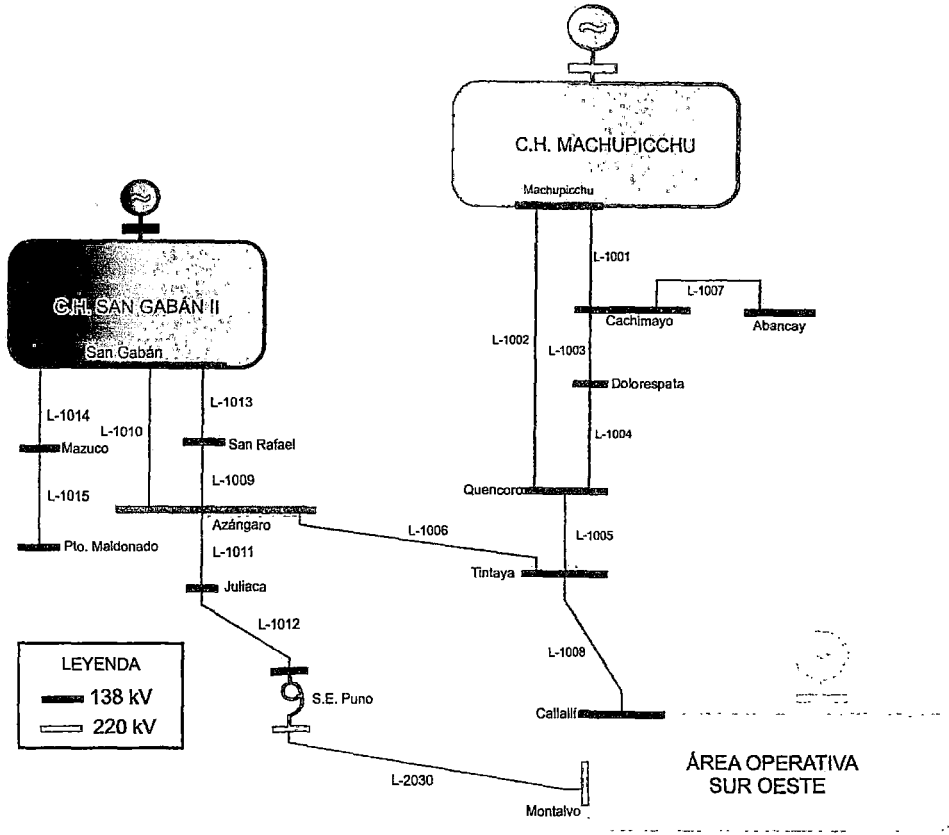 C.H. MACHUPICCHU
Machupicchu
L-1001
L-1007
Cachimayo
Abancay
L-1002
L-1003
Dolorespata
L-1004
Quencoro
C.H. SAN GABÁN II
San Gabán
L-1014
L-1010
L-1013
Mazuco
San Rafael
L-1015
L-1009
Azángaro
Pto. Maldonado
L-1006
L-1005
L-1011
Tintaya
Juliaca
L-1012
L-1008
LEYENDA
138 kV
220 kV
S.E. Puno
Callalli
ÁREA OPERATIVA
SUR OESTE
L-2030
Montalvo